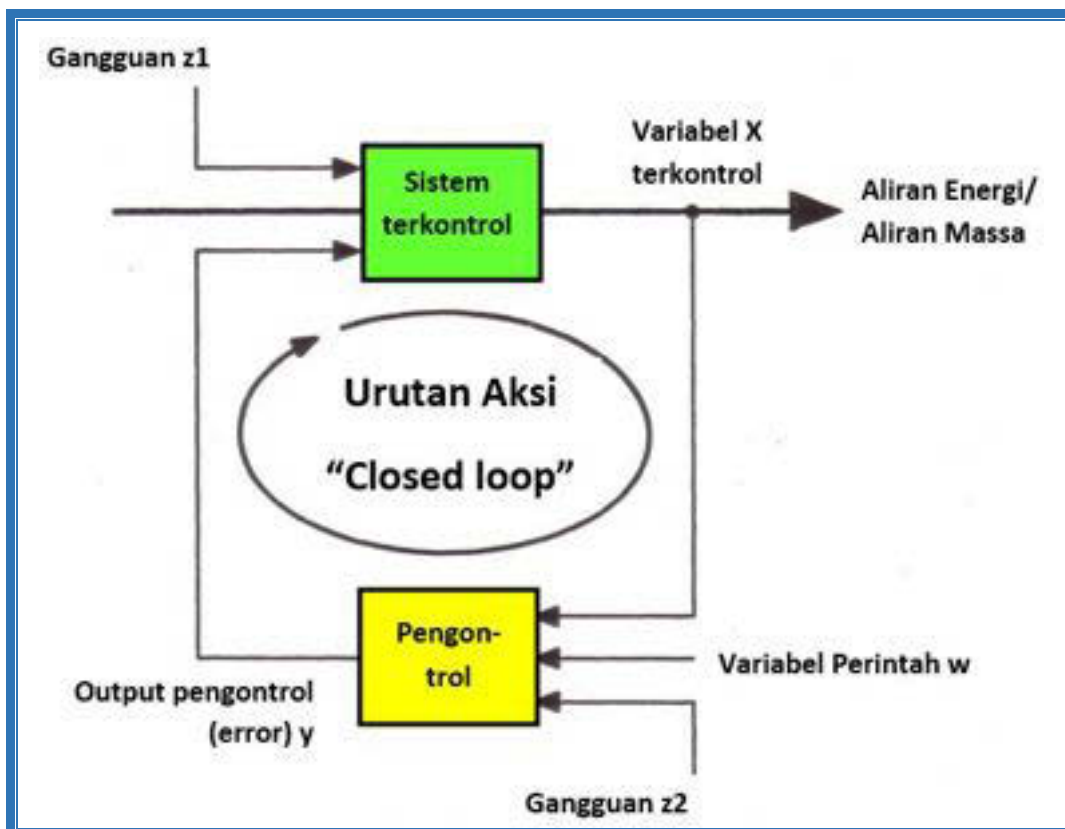 Gangguan z1
Variabel X
terkontrol
Sistem
terkontrol
Aliran Energi/
Aliran Massa
Urutan Aksi
“Closed loop”
Pengon-
trol
Variabel Perintah w
Output pengontrol
(error) y
Gangguan z2